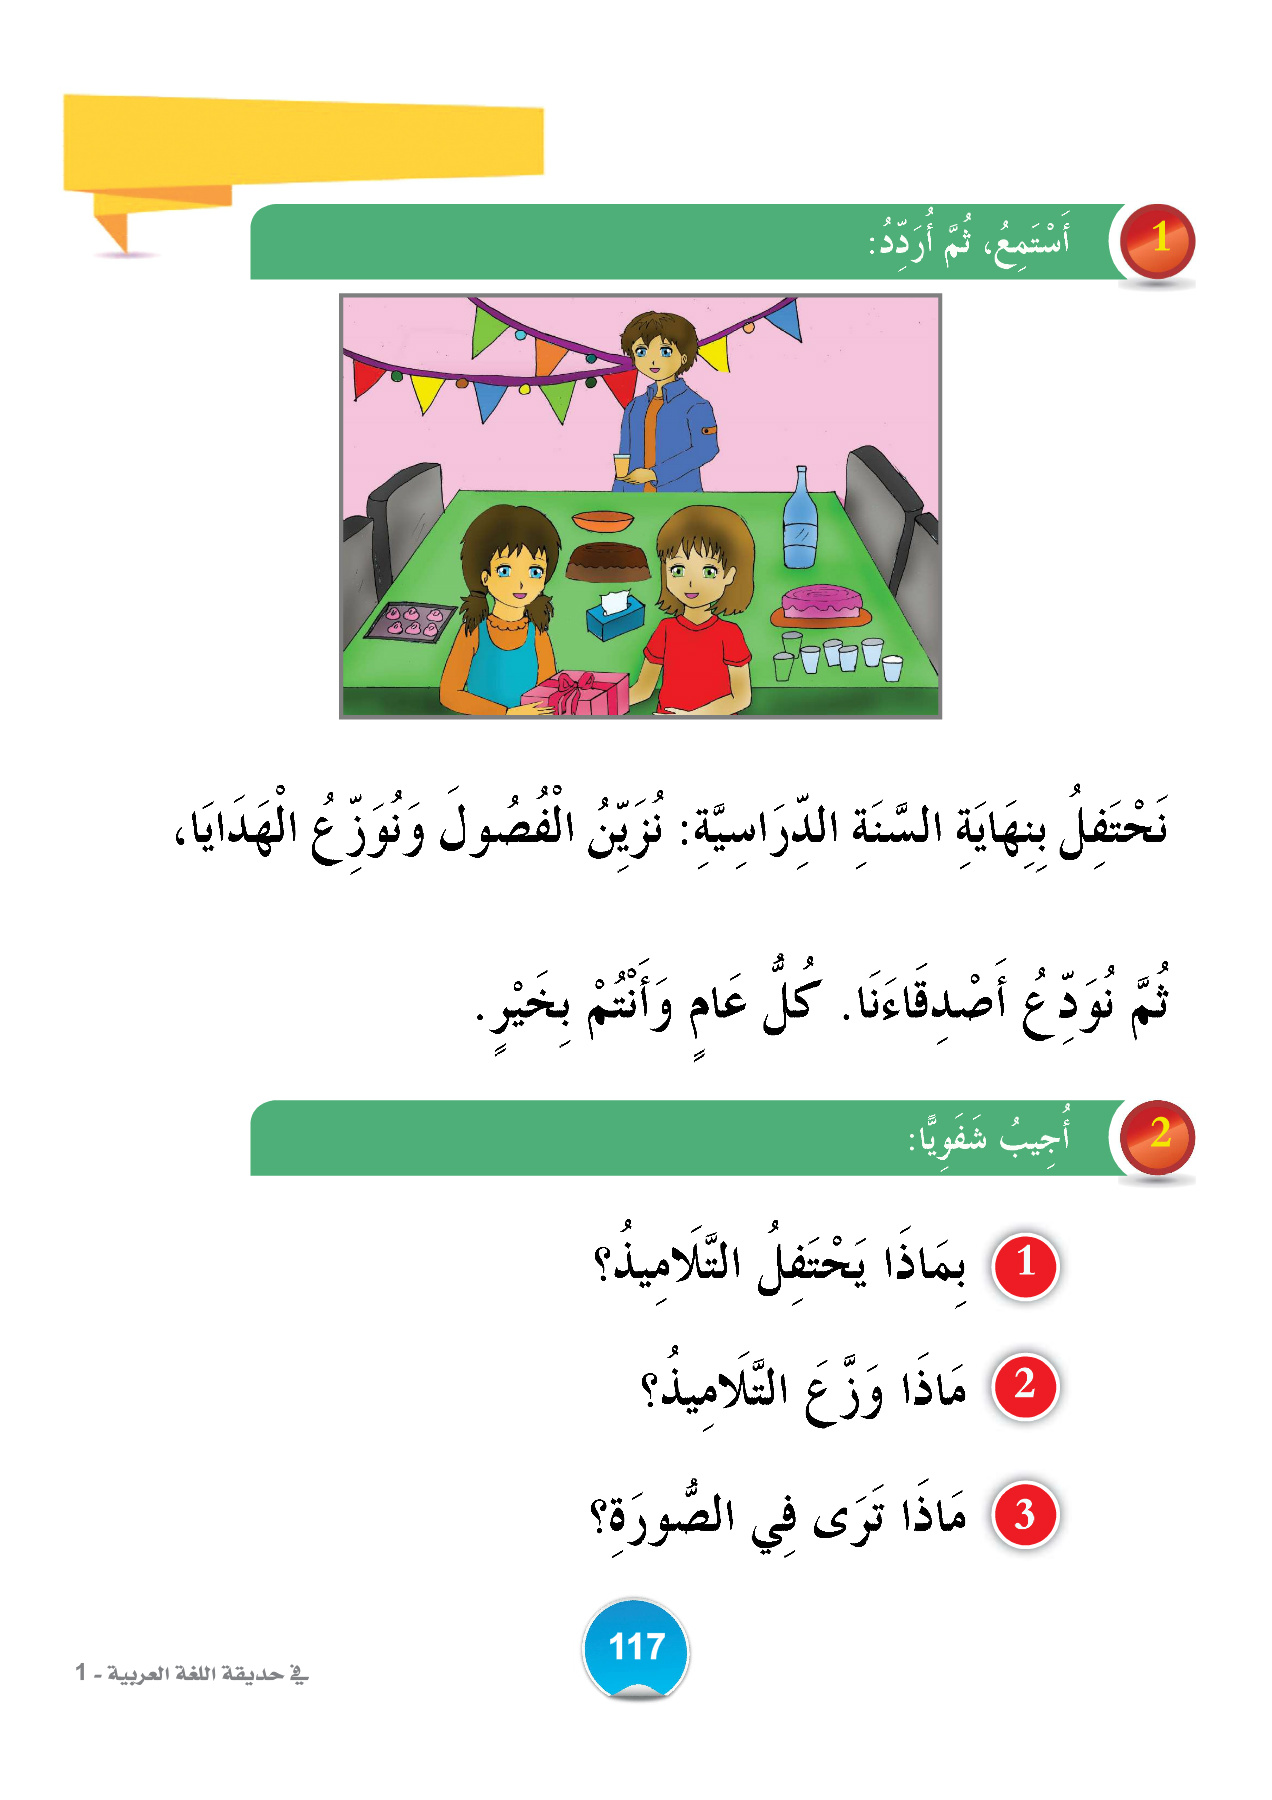 1 أَسْتَمِعُ، ثُمَّ أُرَدِّدُ:
نَحْتَفِلُ بِنِهَايَةِ السَّنَةِ الدِّرَاسِيَّةِ: نُزَيِّنُ الْفُصُولَ وَنُوَزِّعُ الْهَدَايَا،
ثُمَّ نُوَدِّعُ أَصْدِقَاءَنَا. كُلُّ عَامٍ وَأَنْتُمْ بِخَيْرٍ.
2 أُجِيبُ شَفَوِيًّا:
1 بِمَاذَا يَحْتَفِلُ التَّلَامِيذُ؟
2 مَاذَا وَزَّعَ التَّلَامِيذُ؟
3 مَاذَا تَرَى فِي الصُّورَةِ؟
117
في حديقة اللغة العربية - 1